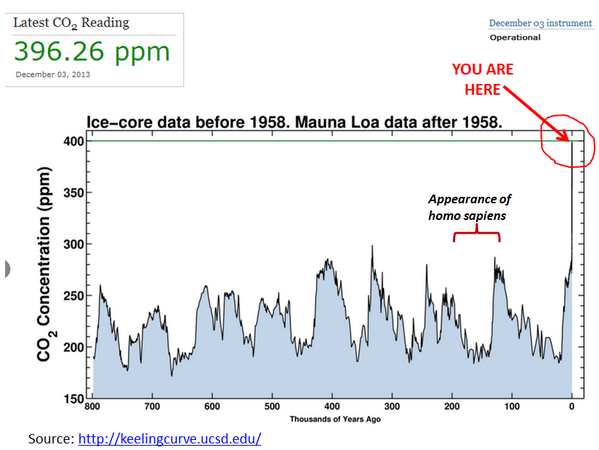 Latest CO2 Reading
396.26 ppm
December 03, 2013
December 03 instrument
Operational
YOU ARE
HERE
Ice-core data before 1958. Mauna Loa data after 1958.
CO2 Concentration (ppm)
400
350
300
250
200
150
Appearance of
homo sapiens
800 700 600 500 400 300 200 100 0
Thousands of Years Ago
Source: http://keelingcurve.ucsd.edu/